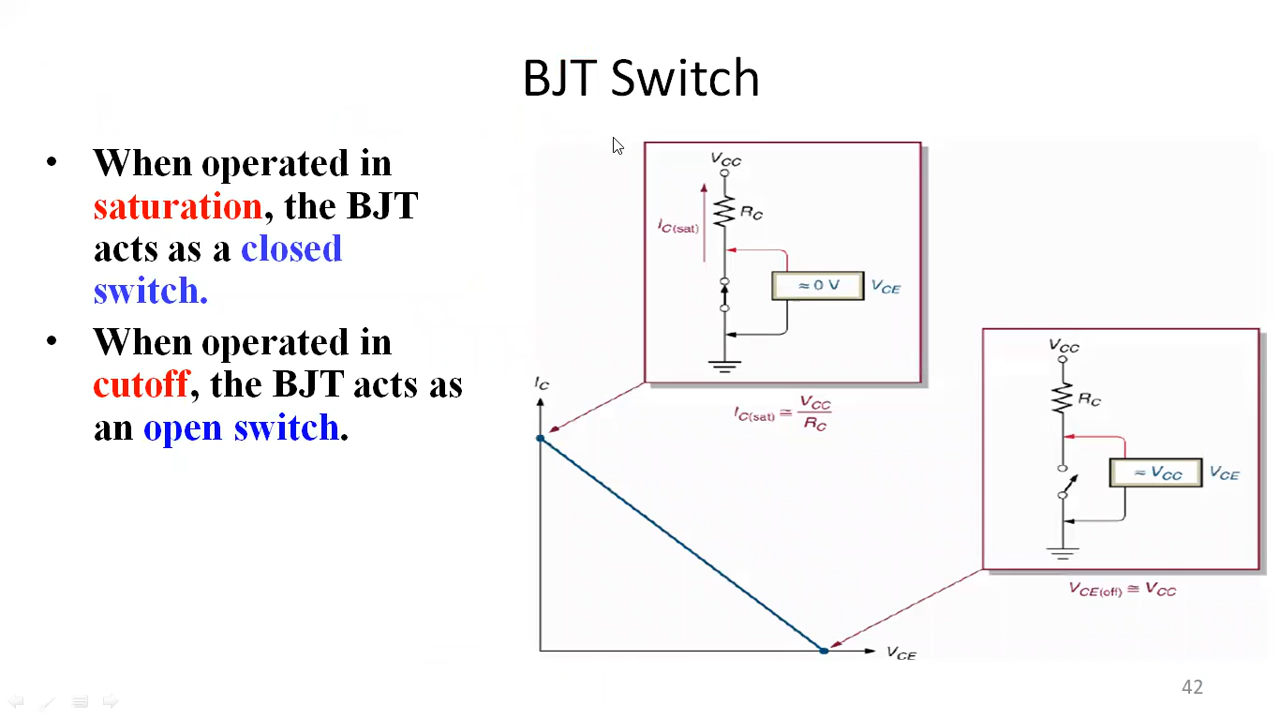 BJT Switch
• When operated in
saturation, the BJT
acts as a closed
switch.
• When operated in
cutoff, the BJT acts as
an open switch.
VCC
RC
IC(sat)
≈ 0 V
VCE
IC(sat) ≅ VCC / RC
VCC
RC
≈ VCC
VCE
VCE(off) ≅ VCC
IC
VCE
42